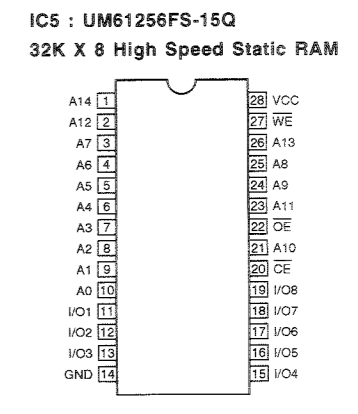 IC5 : UM61256FS-15Q
32K X 8 High Speed Static RAM
A14 1 28 VCC
A12 2 27 W̅E̅
A7 3 26 A13
A6 4 25 A8
A5 5 24 A9
A4 6 23 A11
A3 7 22 O̅E̅
A2 8 21 A10
A1 9 20 C̅E̅
A0 10 19 I/O8
I/O1 11 18 I/O7
I/O2 12 17 I/O6
I/O3 13 16 I/O5
GND 14 15 I/O4